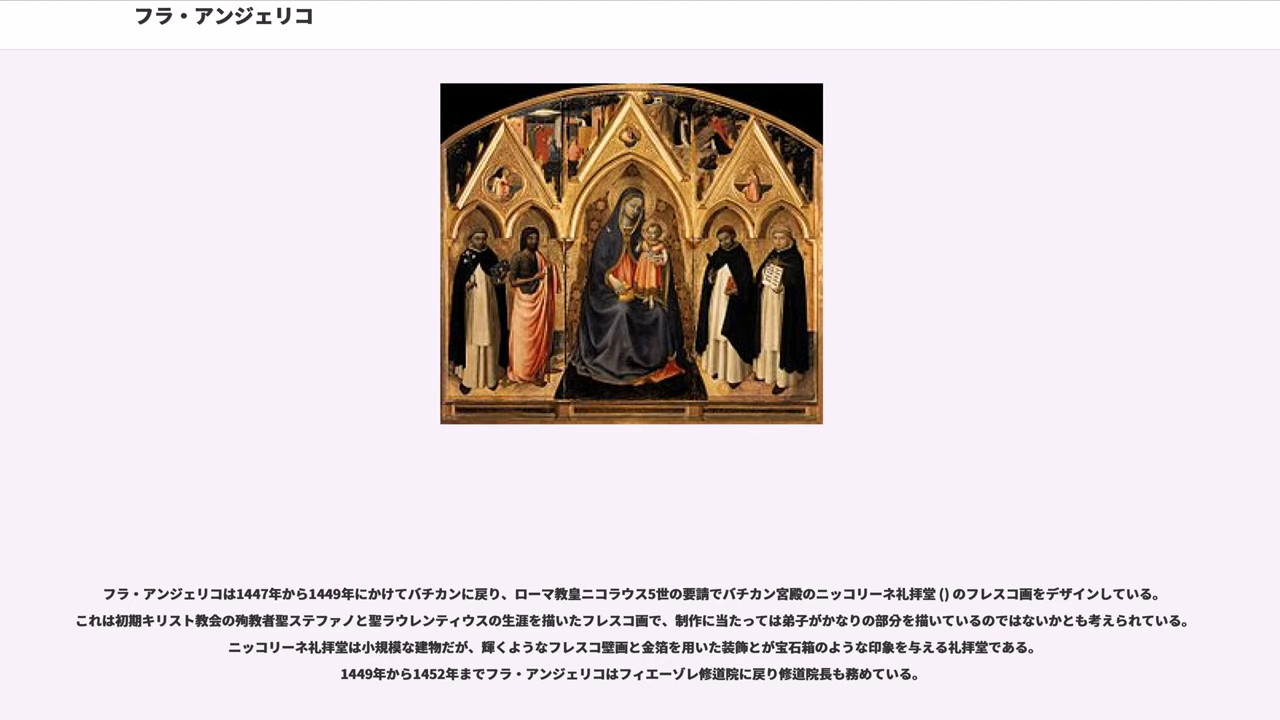 フラ・アンジェリコ
フラ・アンジェリコは1447年から1449年にかけてバチカンに戻り、ローマ教皇ニコラウス5世の要請でバチカン宮殿のニッコリーネ礼拝堂 () のフレスコ画をデザインしている。
これは初期キリスト教会の殉教者聖ステファノと聖ラウレンティウスの生涯を描いたフレスコ画で、制作に当たっては弟子がかなりの部分を描いているのではないかとも考えられている。
ニッコリーネ礼拝堂は小規模な建物だが、輝くようなフレスコ壁画と金箔を用いた装飾とが宝石箱のような印象を与える礼拝堂である。
1449年から1452年までフラ・アンジェリコはフィエーゾレ修道院に戻り修道院長も務めている。